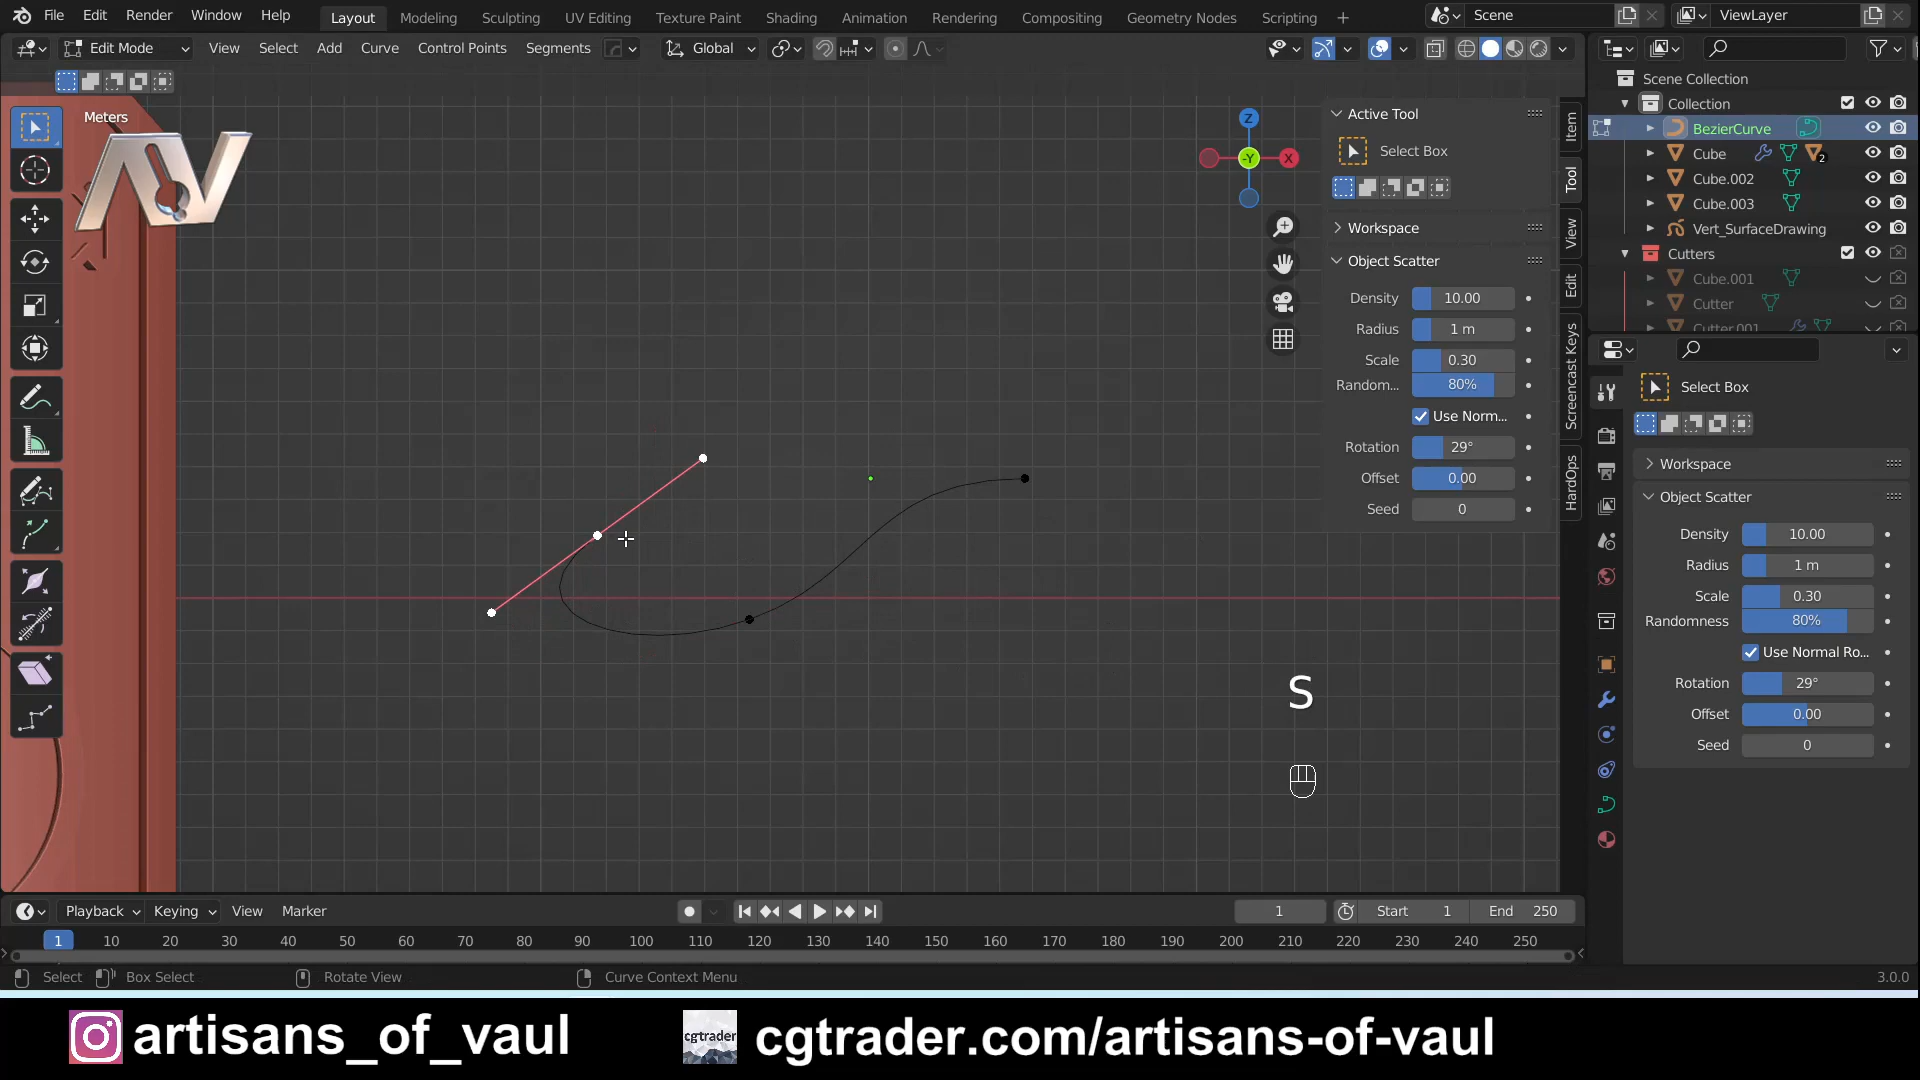 File Edit Render Window Help Layout Modeling Sculpting UV Editing Texture Paint Shading Animation Rendering Compositing Geometry Nodes Scripting + Scene ViewLayer
Edit Mode View Select Add Curve Control Points Segments Global
Scene Collection
Collection
BezierCurve
Cube 2
Cube.002
Cube.003
Vert_SurfaceDrawing
Cutters
Cube.001
Cutter
Cutter.001
Meters
AV
Z
-Y X
Active Tool
Select Box
Workspace
Object Scatter
Density 10.00
Radius 1 m
Scale 0.30
Random... 80%
Use Norm...
Rotation 29°
Offset 0.00
Seed 0
Item
Tool
View
Edit
Screencast Keys
HardOps
Select Box
Workspace
Object Scatter
Density 10.00
Radius 1 m
Scale 0.30
Randomness 80%
Use Normal Ro...
Rotation 29°
Offset 0.00
Seed 0
S
Playback Keying View Marker 1 Start 1 End 250
1 10 20 30 40 50 60 70 80 90 100 110 120 130 140 150 160 170 180 190 200 210 220 230 240 250
Select Box Select Rotate View Curve Context Menu 3.0.0
artisans_of_vaul cgtrader cgtrader.com/artisans-of-vaul